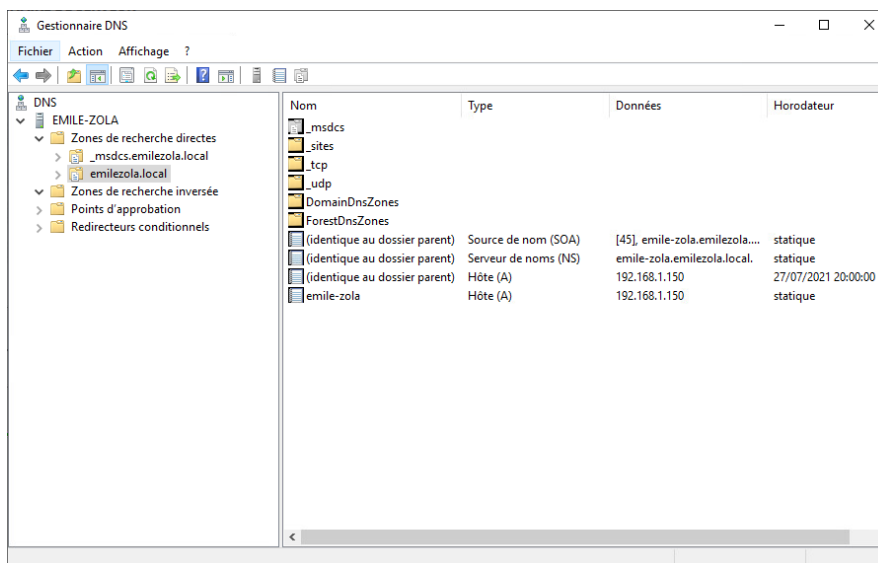 Gestionnaire DNS
Fichier Action Affichage ?
DNS
EMILE-ZOLA
Zones de recherche directes
_msdcs.emilezola.local
emilezola.local
Zones de recherche inversée
Points d'approbation
Redirecteurs conditionnels
Nom Type Données Horodateur
_msdcs
_sites
_tcp
_udp
DomainDnsZones
ForestDnsZones
(identique au dossier parent) Source de nom (SOA) [45], emile-zola.emilezola.... statique
(identique au dossier parent) Serveur de noms (NS) emile-zola.emilezola.local. statique
(identique au dossier parent) Hôte (A) 192.168.1.150 27/07/2021 20:00:00
emile-zola Hôte (A) 192.168.1.150 statique